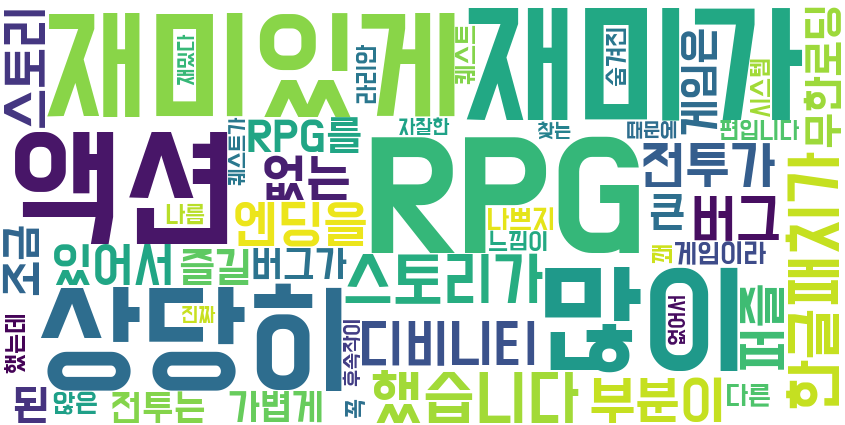 스토리
재미있게
재밌다
라리안
퀘스트
재미가
숨겨진
게임은
시스템
무한로딩
액션
퀘스트가
RPG를
자잘한
찾는
때문에
편입니다
없는
RPG
전투가
나름
엔딩을
나쁘지
느낌이
큰
버그
한글패치가
조금
있어서
즐길
버그가
꽤
게임이라
상당히
진짜
스토리가
많이
없어서
퍼즐
했는데
후속작이
디비니티
된
않은
전투는
가볍게
꼭
했습니다
부분이
다른